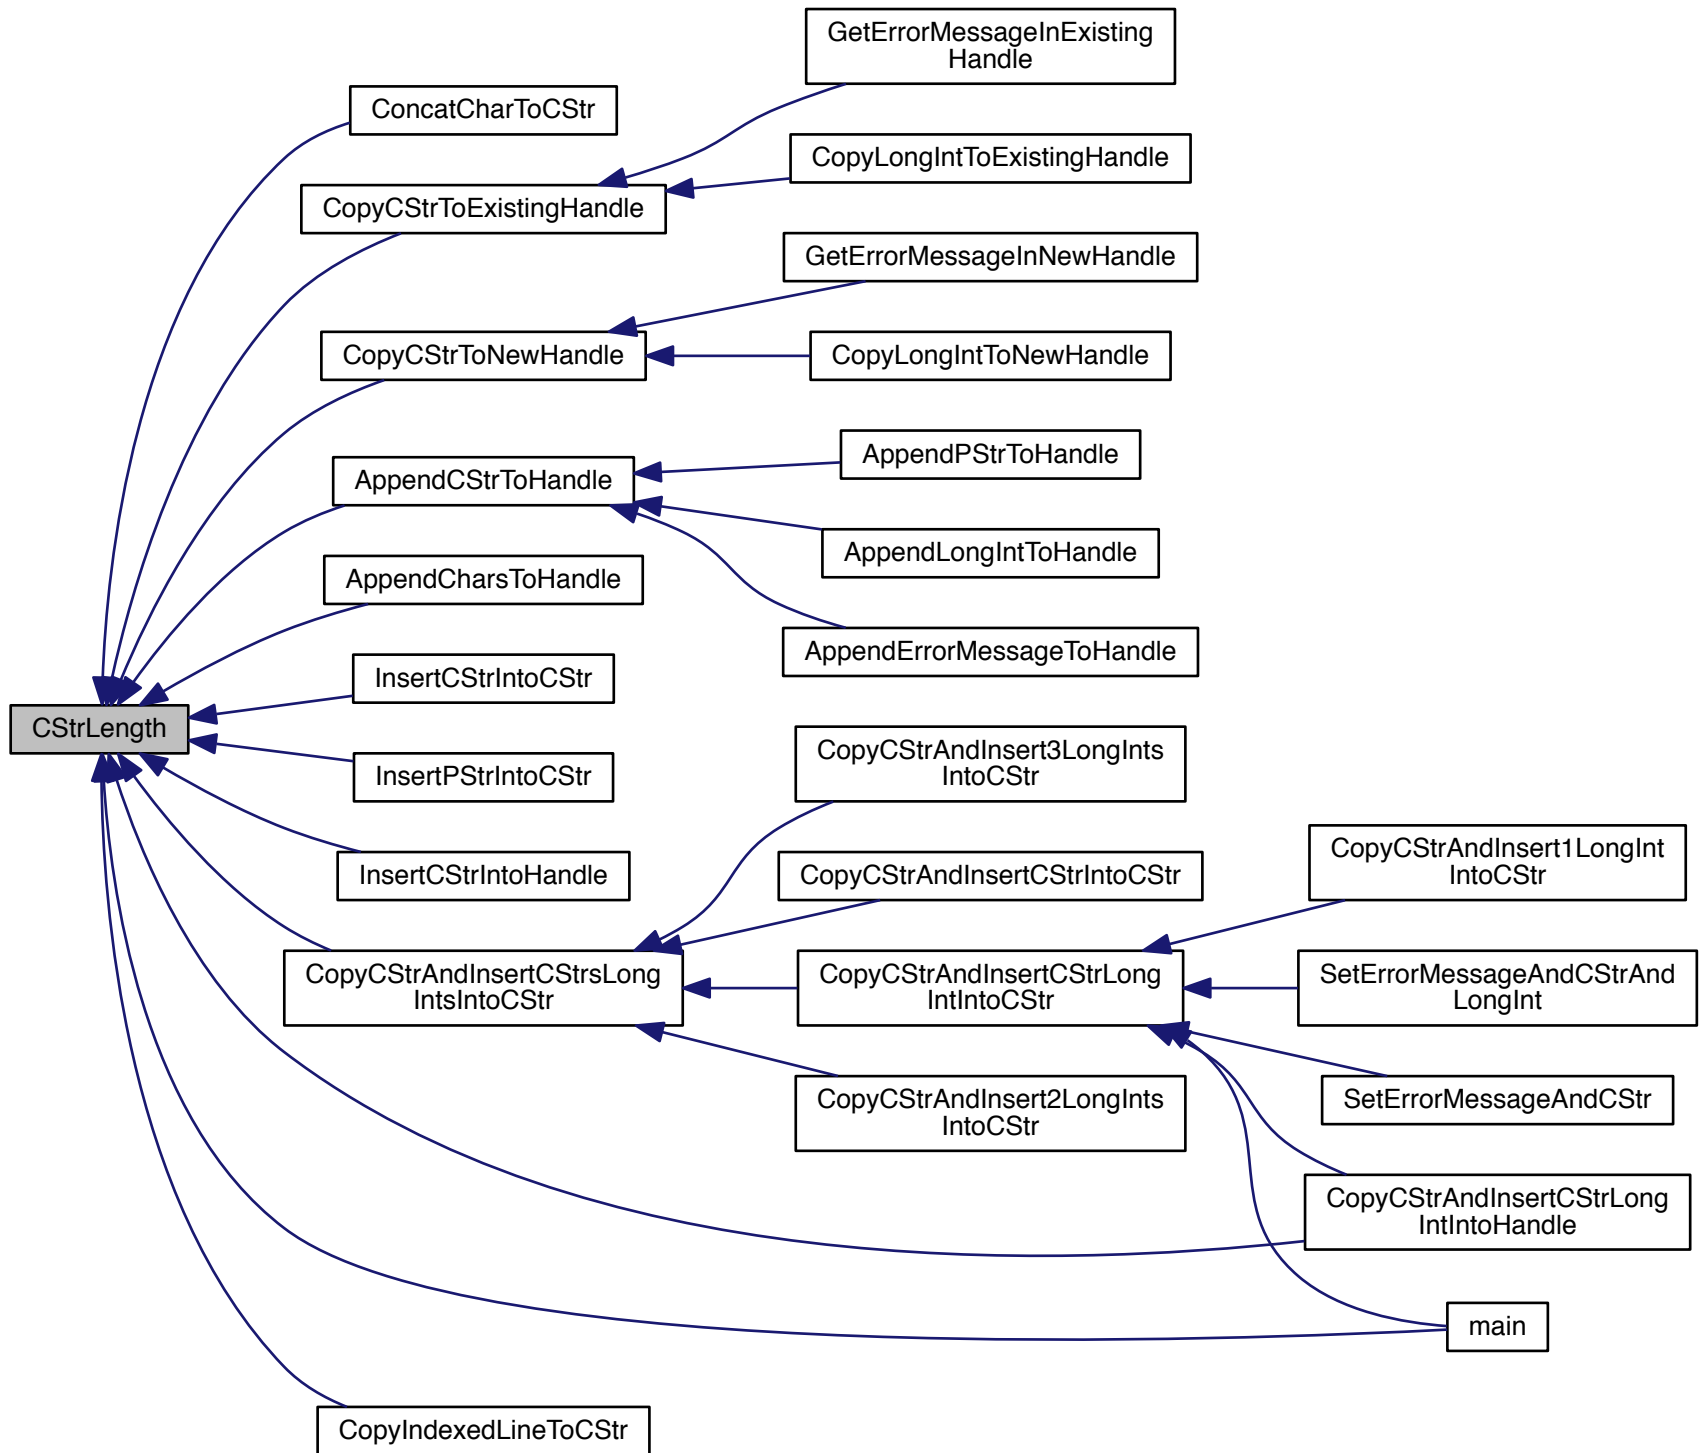 GetErrorMessageInExisting
Handle
ConcatCharToCStr
CopyLongIntToExistingHandle
CopyCStrToExistingHandle
GetErrorMessageInNewHandle
CopyCStrToNewHandle
CopyLongIntToNewHandle
AppendPStrToHandle
AppendCStrToHandle
AppendLongIntToHandle
AppendCharsToHandle
AppendErrorMessageToHandle
InsertCStrIntoCStr
CStrLength
InsertPStrIntoCStr
CopyCStrAndInsert3LongInts
IntoCStr
InsertCStrIntoHandle
CopyCStrAndInsertCStrIntoCStr
CopyCStrAndInsert1LongInt
IntoCStr
CopyCStrAndInsertCStrsLong
IntsIntoCStr
CopyCStrAndInsertCStrLong
IntIntoCStr
SetErrorMessageAndCStrAnd
LongInt
CopyCStrAndInsert2LongInts
IntoCStr
SetErrorMessageAndCStr
CopyCStrAndInsertCStrLong
IntIntoHandle
main
CopyIndexedLineToCStr